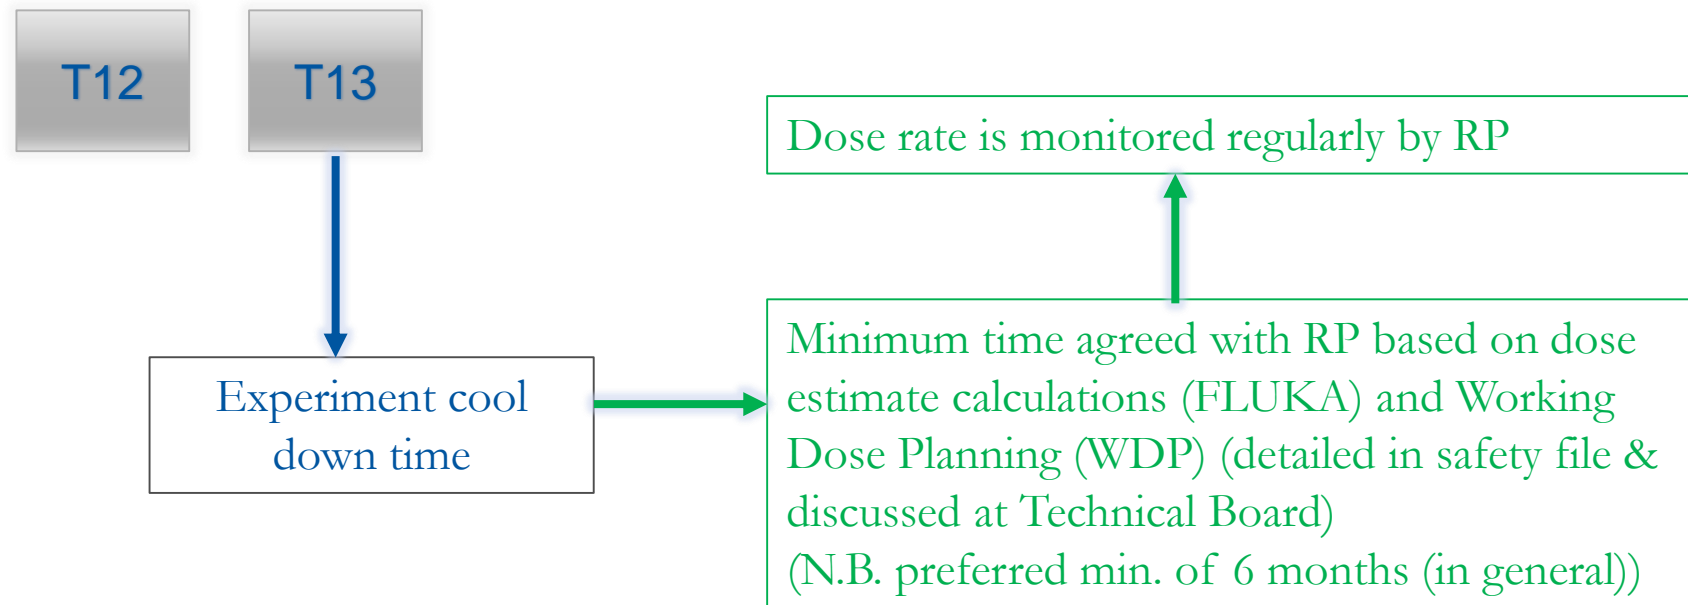 T12
T13
Dose rate is monitored regularly by RP
Experiment cool
down time
Minimum time agreed with RP based on dose
estimate calculations (FLUKA) and Working
Dose Planning (WDP) (detailed in safety file &
discussed at Technical Board)
(N.B. preferred min. of 6 months (in general))